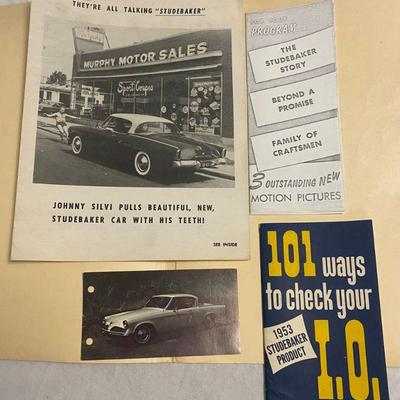 THEY'RE ALL TALKING "STUDEBAKER"
MURPHY MOTOR SALES
Sport Coupes
JOHNNY SILVI PULLS BEAUTIFUL, NEW,
STUDEBAKER CAR WITH HIS TEETH!
SEE INSIDE
PROGRAM...
THE
STUDEBAKER
STORY
BEYOND A
PROMISE
FAMILY OF
CRAFTSMEN
3 OUTSTANDING NEW
MOTION PICTURES
101 ways
to check your
1953
STUDEBAKER
PRODUCT
I.Q.